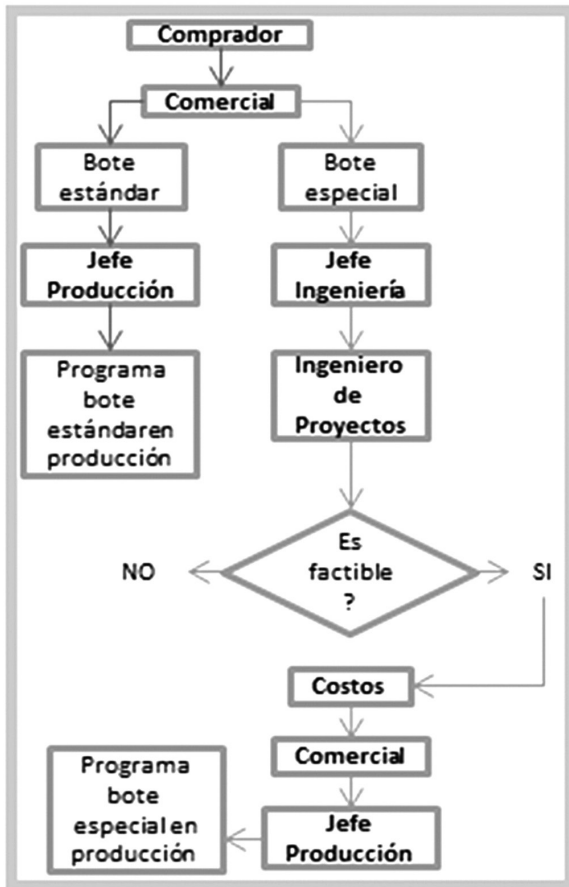 Comprador
Comercial
Bote
estándar
Bote
especial
Jefe
Producción
Jefe
Ingeniería
Programa
bote
estándaren
producción
Ingeniero
de
Proyectos
Es
factible
?
NO
SI
Costos
Comercial
Jefe
Producción
Programa
bote
especial en
producción